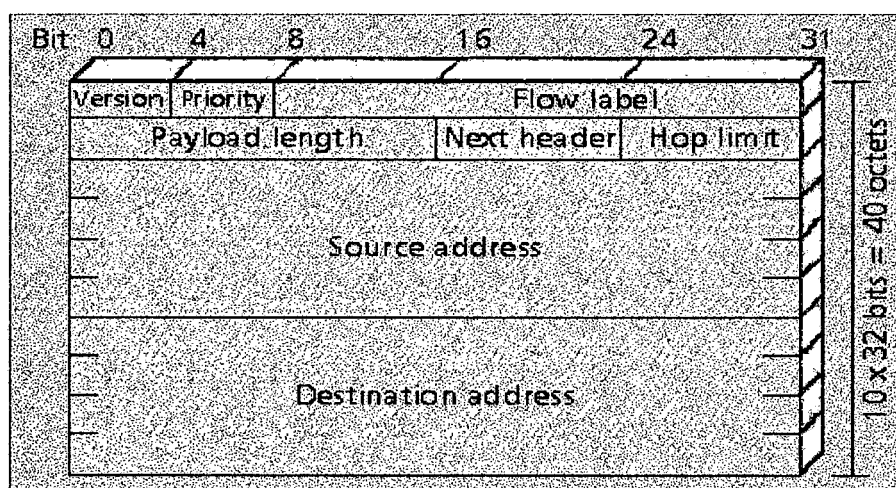 Bit: 0 4 8 16 24 31
Version Priority Flow label
Payload length Next header Hop limit
Source address
Destination address
10 x 32 bits = 40 octets